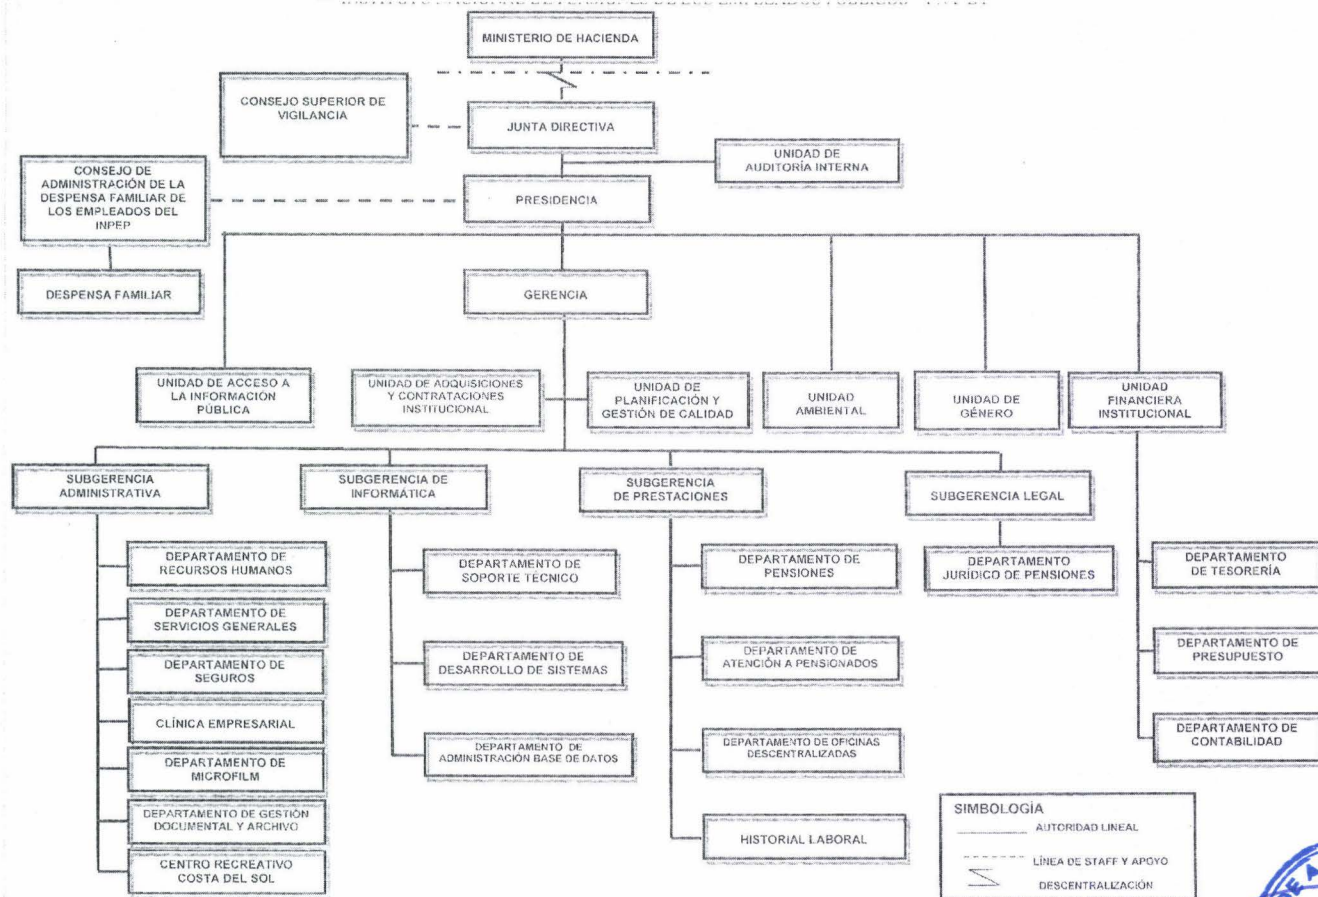 MINISTERIO DE HACIENDA
CONSEJO SUPERIOR DE
VIGILANCIA
JUNTA DIRECTIVA
UNIDAD DE
AUDITORÍA INTERNA
CONSEJO DE
ADMINISTRACIÓN DE LA
DESPENSA FAMILIAR DE
LOS EMPLEADOS DEL
INPEP
PRESIDENCIA
DESPENSA FAMILIAR
GERENCIA
UNIDAD DE ACCESO A
LA INFORMACIÓN
PÚBLICA
UNIDAD DE ADQUISICIONES
Y CONTRATACIONES
INSTITUCIONAL
UNIDAD DE
PLANIFICACIÓN Y
GESTIÓN DE CALIDAD
UNIDAD
AMBIENTAL
UNIDAD DE
GÉNERO
UNIDAD
FINANCIERA
INSTITUCIONAL
SUBGERENCIA
ADMINISTRATIVA
SUBGERENCIA DE
INFORMÁTICA
SUBGERENCIA
DE PRESTACIONES
SUBGERENCIA LEGAL
DEPARTAMENTO DE
RECURSOS HUMANOS
DEPARTAMENTO DE
SERVICIOS GENERALES
DEPARTAMENTO DE
SEGUROS
CLÍNICA EMPRESARIAL
DEPARTAMENTO DE
MICROFILM
DEPARTAMENTO DE GESTIÓN
DOCUMENTAL Y ARCHIVO
CENTRO RECREATIVO
COSTA DEL SOL
DEPARTAMENTO DE
SOPORTE TÉCNICO
DEPARTAMENTO DE
DESARROLLO DE SISTEMAS
DEPARTAMENTO DE
ADMINISTRACIÓN BASE DE DATOS
DEPARTAMENTO DE
PENSIONES
DEPARTAMENTO DE
ATENCIÓN A PENSIONADOS
DEPARTAMENTO DE OFICINAS
DESCENTRALIZADAS
HISTORIAL LABORAL
DEPARTAMENTO
JURÍDICO DE PENSIONES
DEPARTAMENTO
DE TESORERÍA
DEPARTAMENTO DE
PRESUPUESTO
DEPARTAMENTO DE
CONTABILIDAD
SIMBOLOGÍA
AUTORIDAD LINEAL
LÍNEA DE STAFF Y APOYO
DESCENTRALIZACIÓN